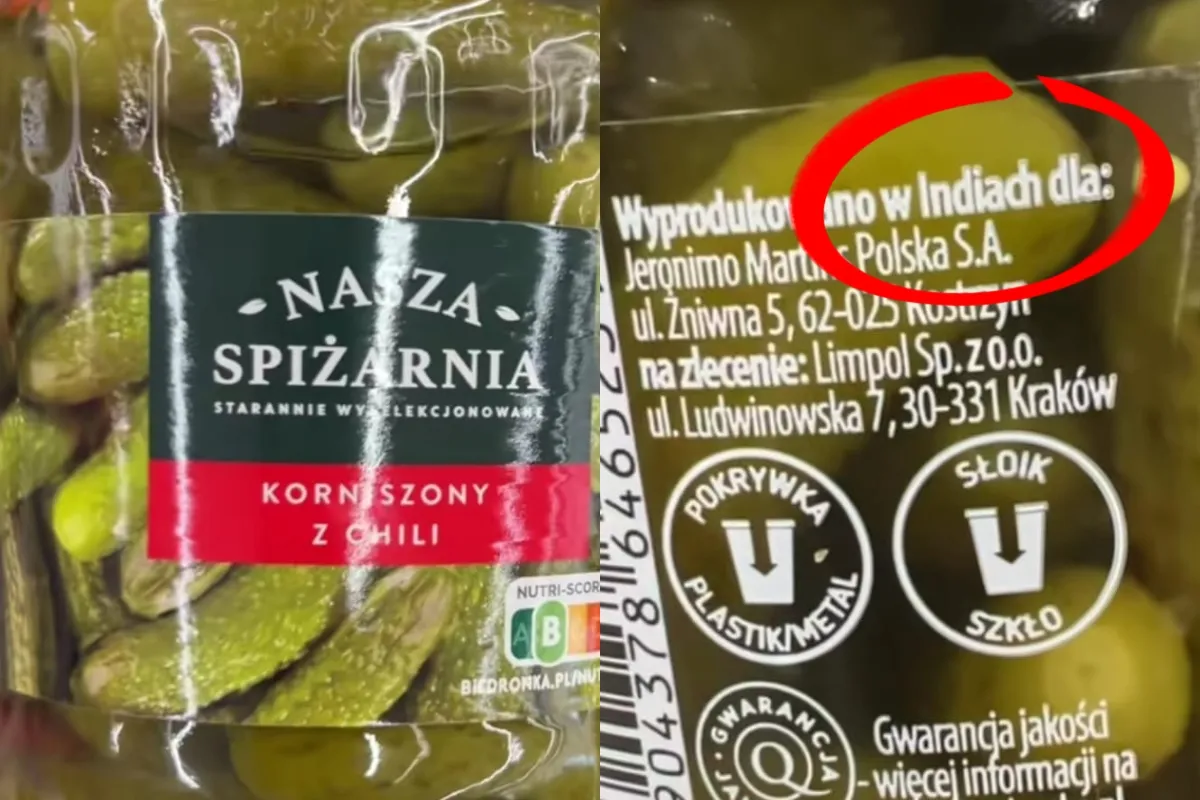 NASZA
SPIŻARNIA
STARANNIE WYSELEKCJONOWANE
KORNISZONY
Z CHILI
NUTRI-SCOR
A B
BIEDRONKA.PL/NUT
Wyprodukowano w Indiach dla:
Jeronimo Martins Polska S.A.
ul. Żniwna 5, 62-025 Kostrzyn
na zlecenie: Limpol Sp. z o.o.
ul. Ludwinowska 7, 30-331 Kraków
POKRYWKA
PLASTIK/METAL
SŁOIK
SZKŁO
GWARANCJA
Q
Gwarancja jakości
- więcej informacji na